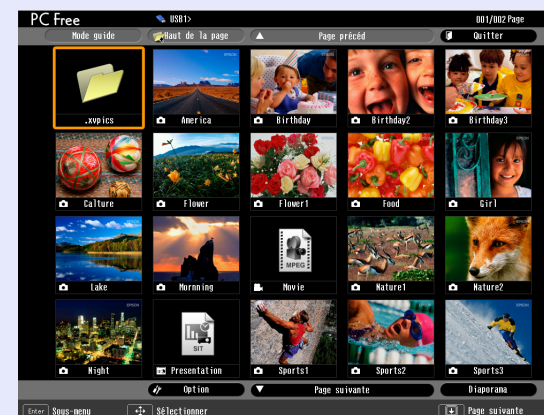 PC Free USB1> 001/002 Page
Mode guide Haut de la page Page précéd Quitter
.xvpics America Birthday Birthday2 Birthday3
Calture Flower Flower1 Food Girl
MPEG
Lake Mornning Movie Nature1 Nature2
SIT
Night Presentation Sports1 Sports2 Sports3
Option Page suivante Diaporama
Enter Sous-menu Sélectionner Page suivante